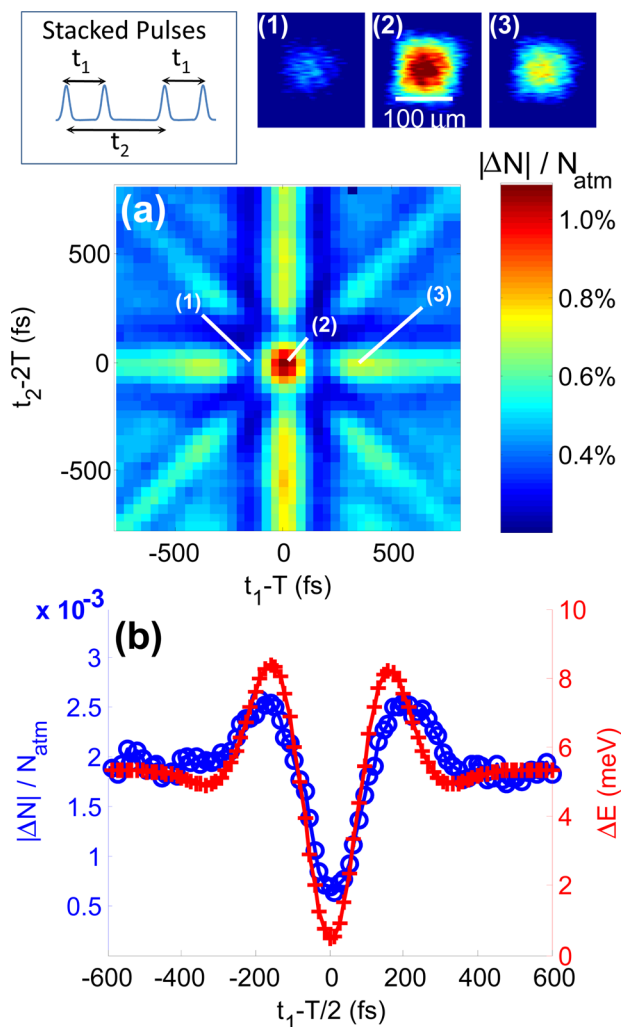 Stacked Pulses
t1 t1
t2
(1) (2) (3)
100 μm
|ΔN| / Natm
(a)
1.0%
0.8%
0.6%
0.4%
(1)
(2)
(3)
500
0
-500
t2-2T (fs)
-500 0 500
t1-T (fs)
x 10-3
(b)
3
2.5
2
1.5
1
0.5
|ΔN| / Natm
10
8
6
4
2
0
ΔE (meV)
-600 -400 -200 0 200 400 600
t1-T/2 (fs)